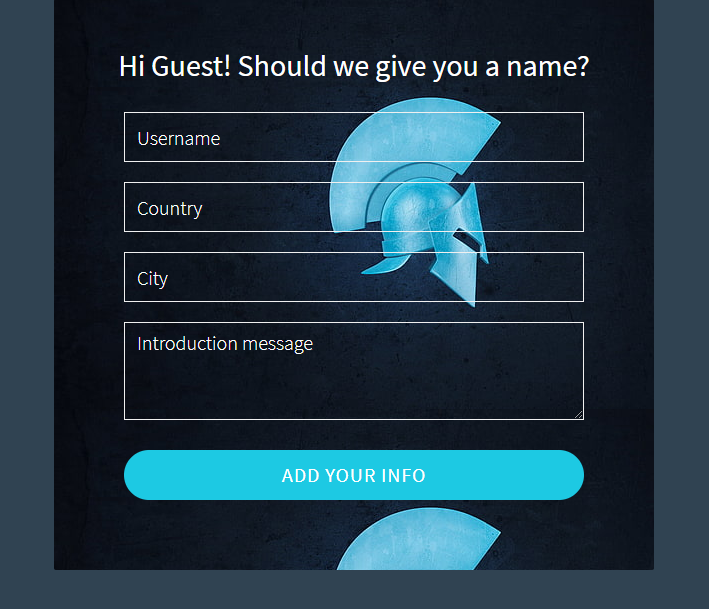 Hi Guest! Should we give you a name?
Username
Country
City
Introduction message
ADD YOUR INFO